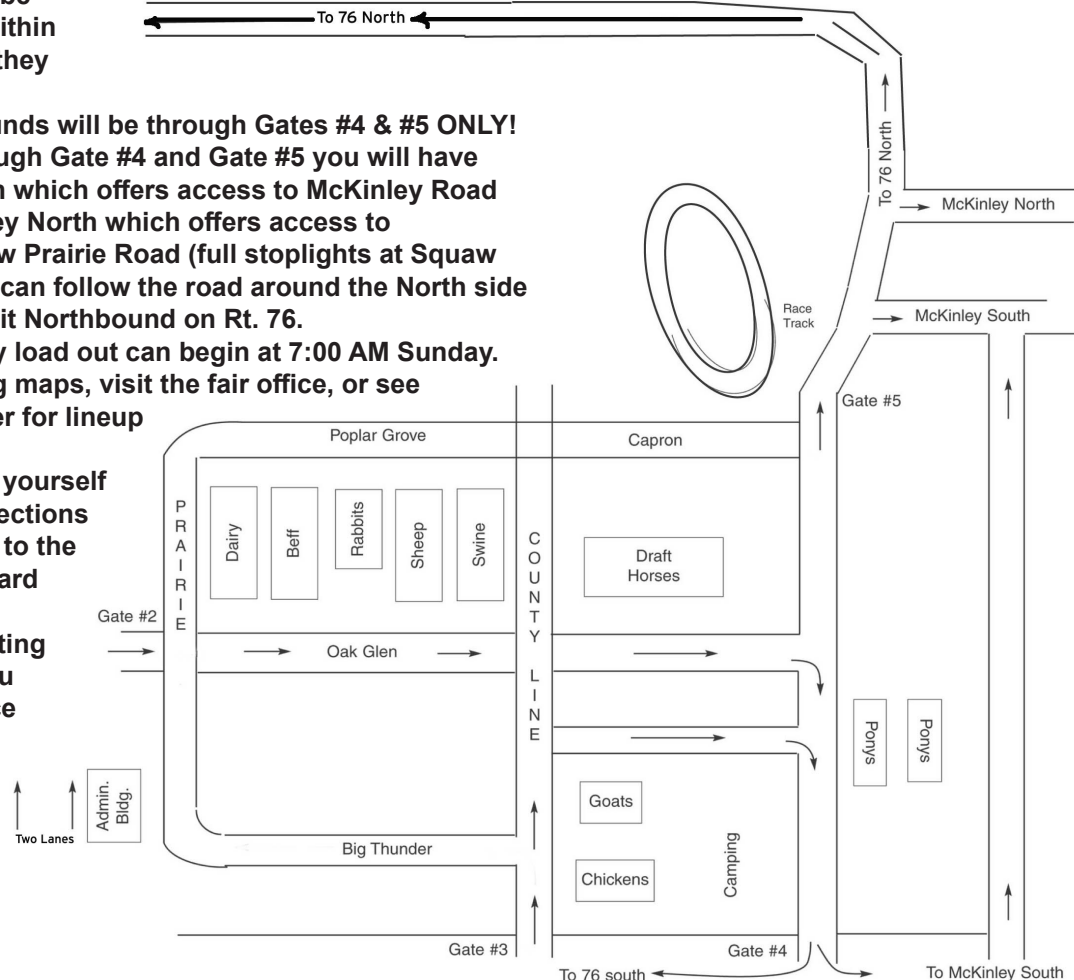 be
ithin
they
unds will be through Gates #4 & #5 ONLY!
ugh Gate #4 and Gate #5 you will have
n which offers access to McKinley Road
ey North which offers access to
w Prairie Road (full stoplights at Squaw
can follow the road around the North side
it Northbound on Rt. 76.
y load out can begin at 7:00 AM Sunday.
g maps, visit the fair office, or see
er for lineup
yourself
ections
to the
ard
ting
u
ce
To 76 North
To 76 North
McKinley North
McKinley South
Race
Track
Gate #5
Poplar Grove
Capron
PRAIRIE
Dairy
Beff
Rabbits
Sheep
Swine
COUNTY LINE
Draft
Horses
Gate #2
Oak Glen
Ponys
Ponys
Admin.
Bldg.
Two Lanes
Goats
Big Thunder
Chickens
Camping
Gate #3
Gate #4
To 76 south
To McKinley South